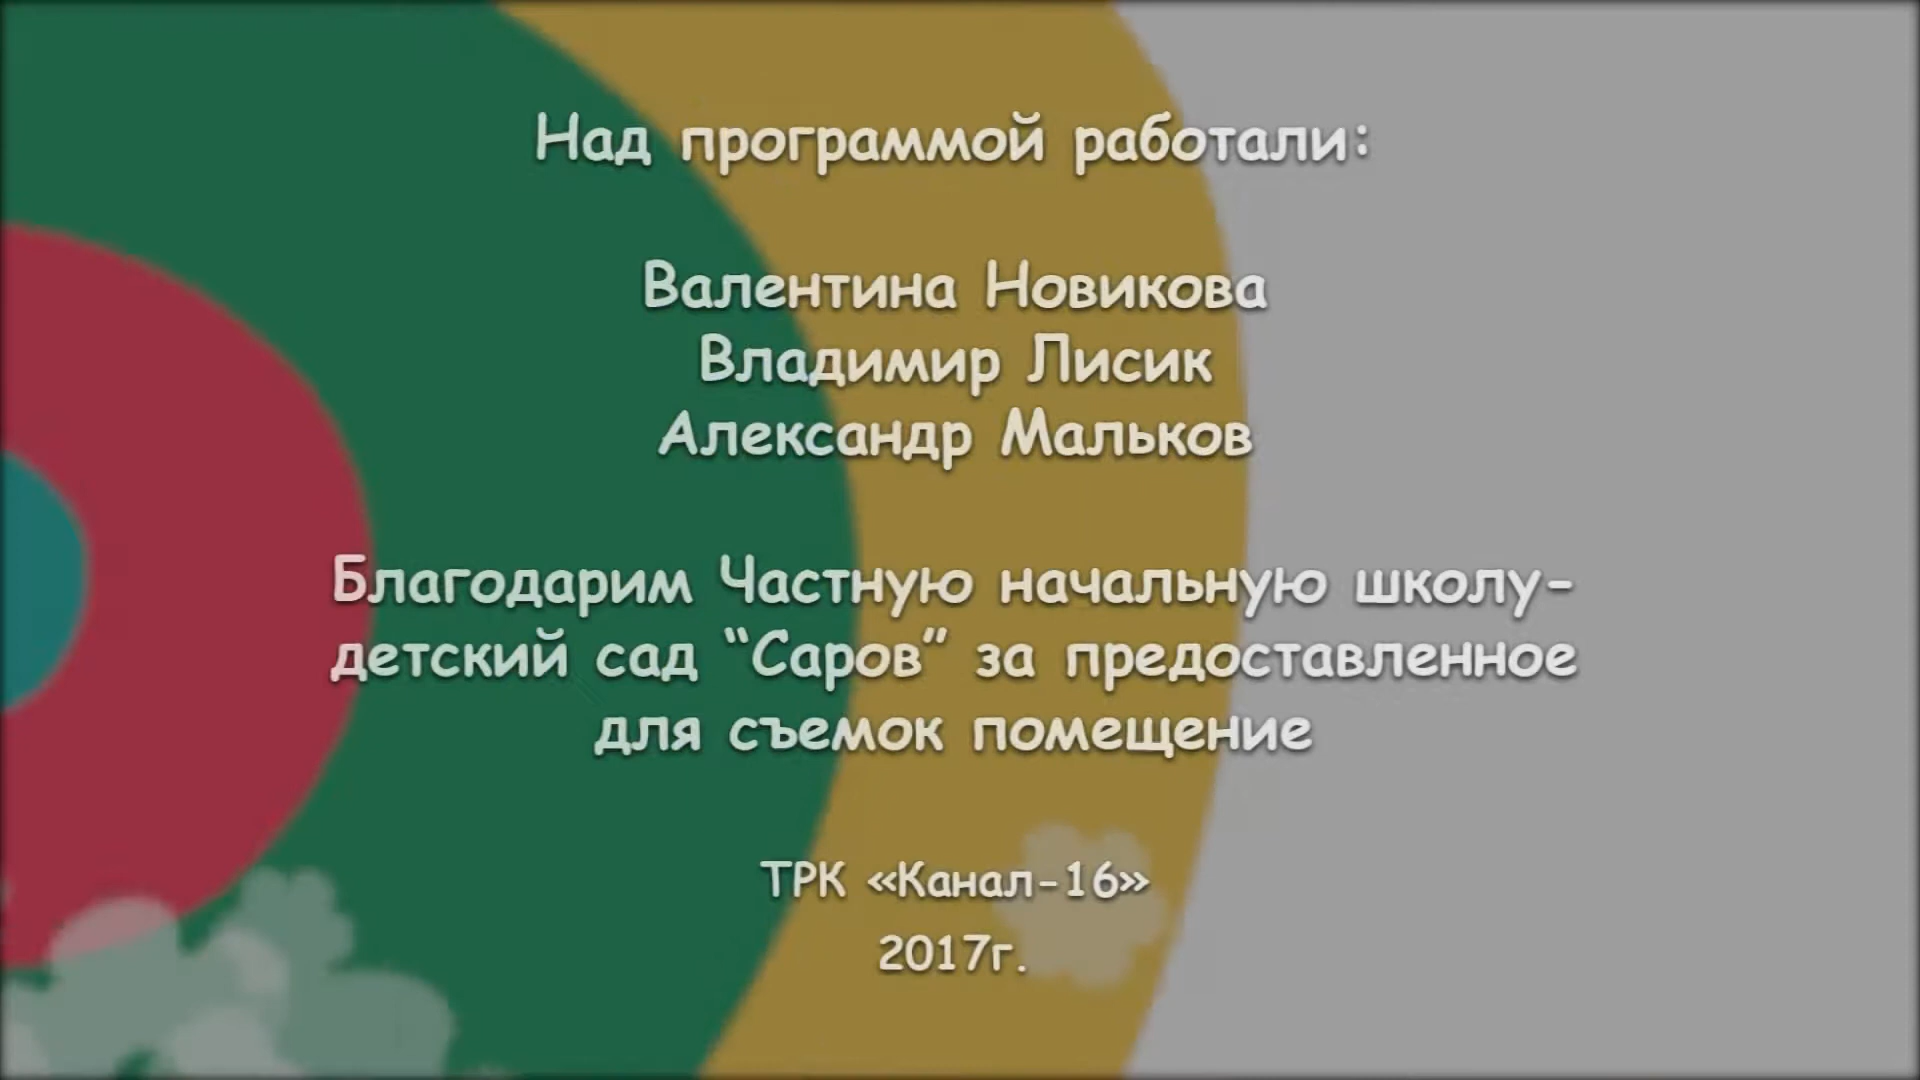 Над программой работали:
Валентина Новикова
Владимир Лисик
Александр Мальков
Благодарим Частную начальную школу-
детский сад “Саров” за предоставленное
для съемок помещение
ТРК «Канал-16»
2017г.